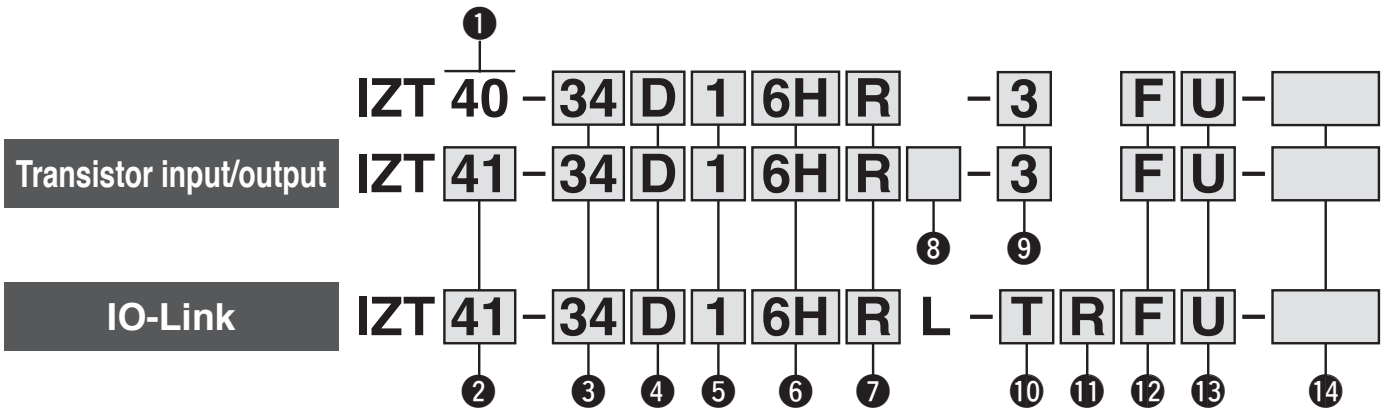 ❶
IZT 40 - 34 D 1 6H R - 3 F U -
Transistor input/output IZT 41 - 34 D 1 6H R - 3 F U -
❽ ❾
IO-Link IZT 41 - 34 D 1 6H R L - T R F U -
❷ ❸ ❹ ❺ ❻ ❼ ❿ ⓫ ⓬ ⓭ ⓮